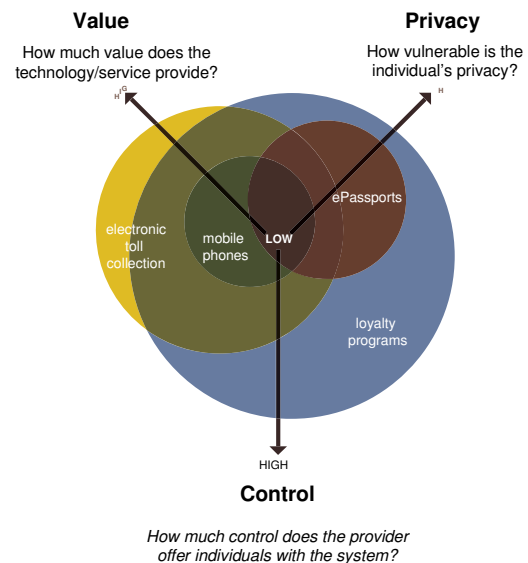 Value
Privacy
How much value does the
technology/service provide?
How vulnerable is the
individual's privacy?
HIG
H
ePassports
electronic
toll
collection
mobile
phones
LOW
loyalty
programs
HIGH
Control
How much control does the provider
offer individuals with the system?